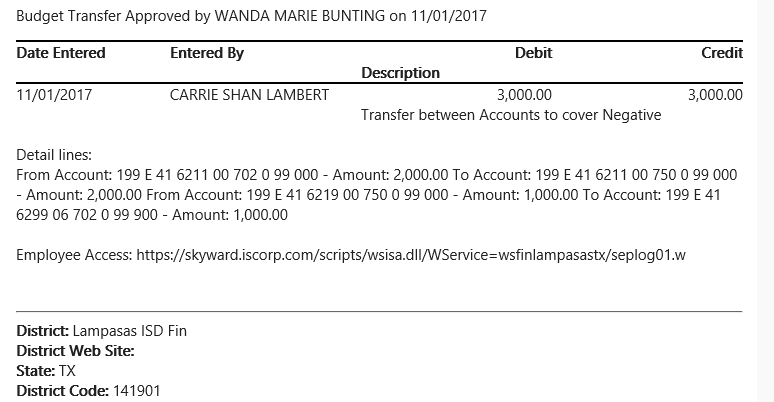 Budget Transfer Approved by WANDA MARIE BUNTING on 11/01/2017
Date Entered Entered By Debit Credit
Description
11/01/2017 CARRIE SHAN LAMBERT 3,000.00 3,000.00
Transfer between Accounts to cover Negative
Detail lines:
From Account: 199 E 41 6211 00 702 0 99 000 - Amount: 2,000.00 To Account: 199 E 41 6211 00 750 0 99 000
- Amount: 2,000.00 From Account: 199 E 41 6219 00 750 0 99 000 - Amount: 1,000.00 To Account: 199 E 41
6299 06 702 0 99 900 - Amount: 1,000.00
Employee Access: https://skyward.iscorp.com/scripts/wsisa.dll/WService=wsfinlampasastx/seplog01.w
District: Lampasas ISD Fin
District Web Site:
State: TX
District Code: 141901